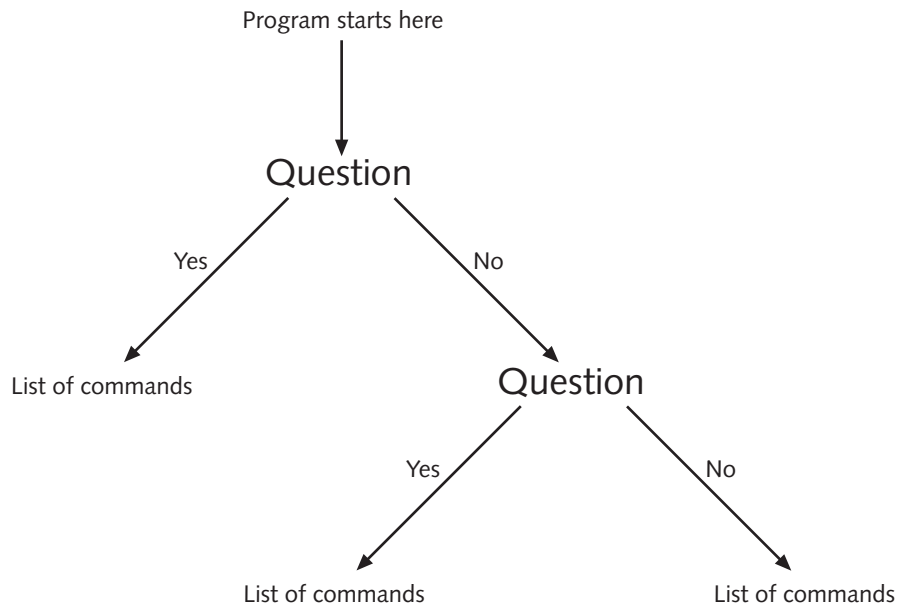 Program starts here
Question
Yes
No
List of commands
Question
Yes
No
List of commands
List of commands